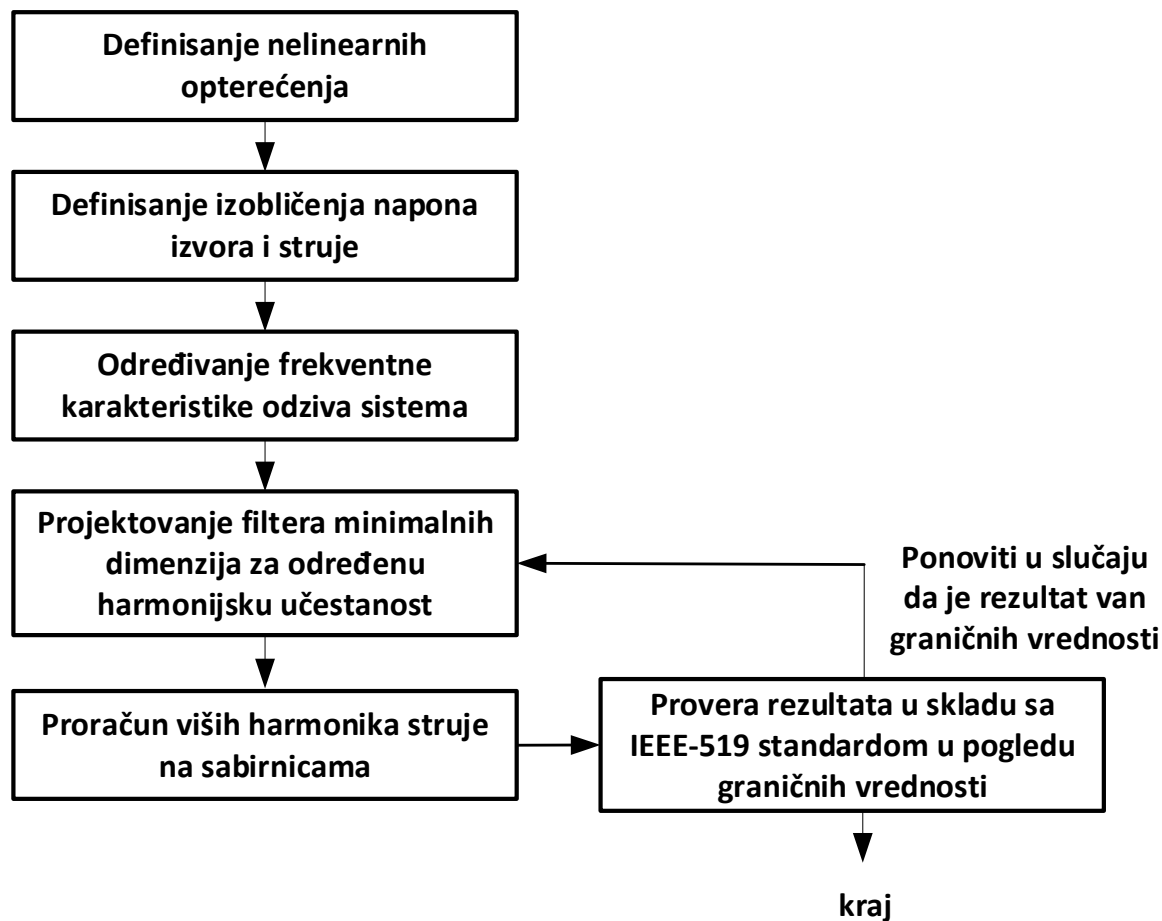 Definisanje nelinearnih
opterećenja
Definisanje izobličenja napona
izvora i struje
Određivanje frekventne
karakteristike odziva sistema
Projektovanje filtera minimalnih
dimenzija za određenu
harmonijsku učestanost
Ponoviti u slučaju
da je rezultat van
graničnih vrednosti
Proračun viših harmonika struje
na sabirnicama
Provera rezultata u skladu sa
IEEE-519 standardom u pogledu
graničnih vrednosti
kraj